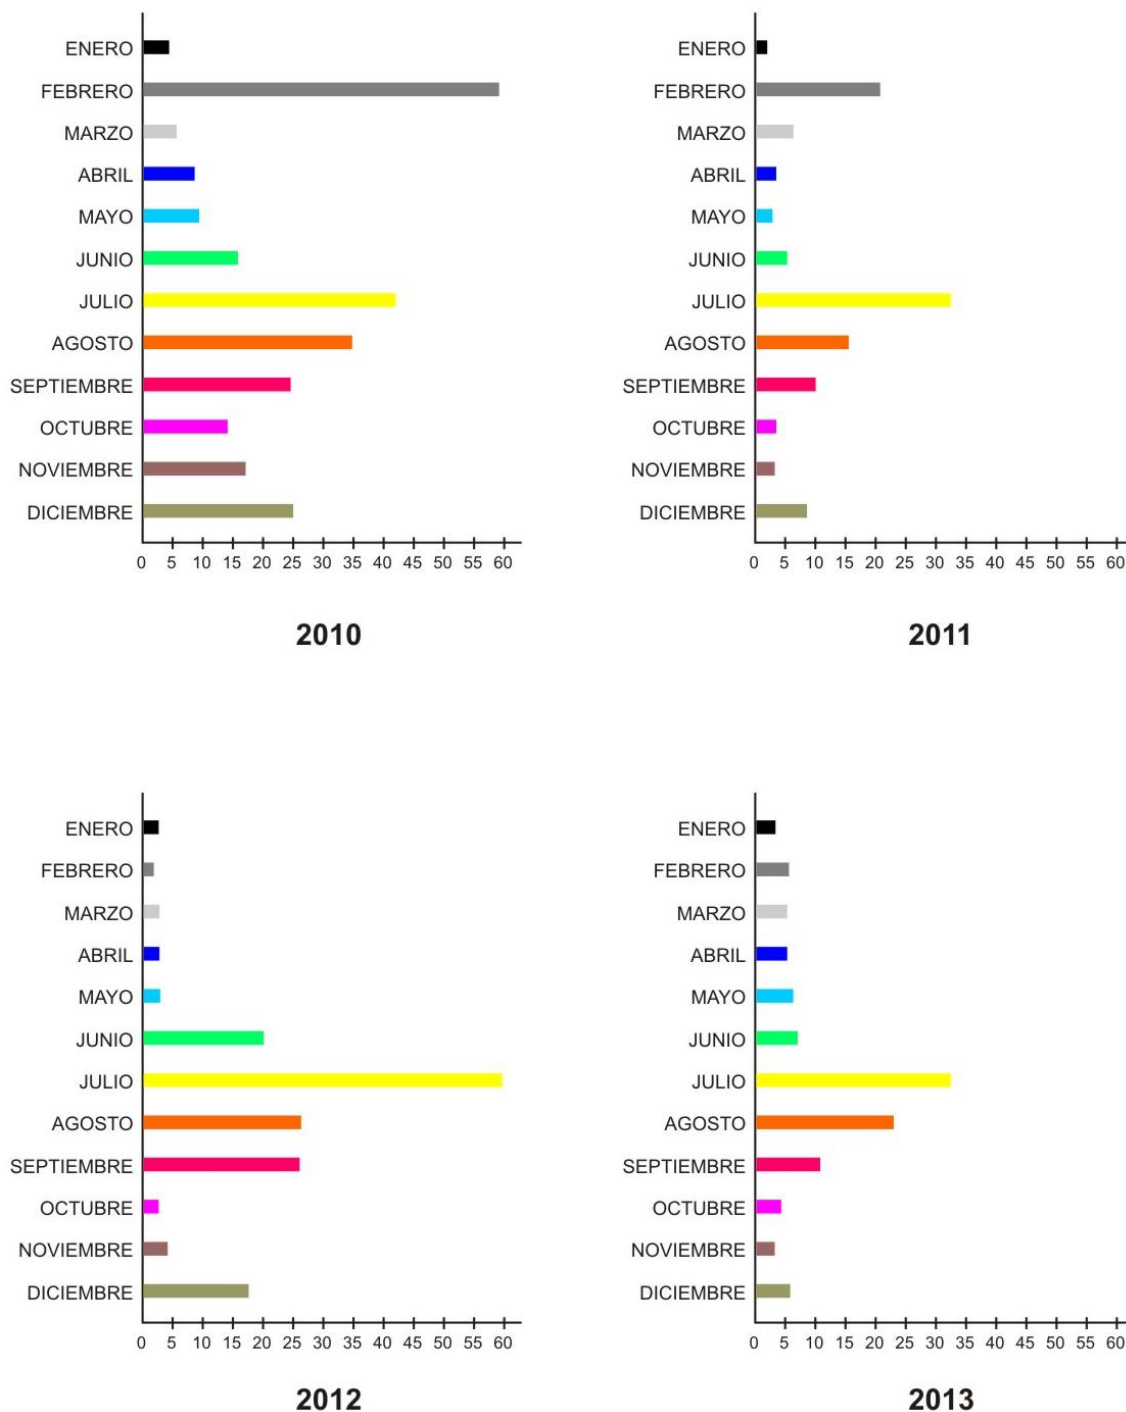 ENERO
FEBRERO
MARZO
ABRIL
MAYO
JUNIO
JULIO
AGOSTO
SEPTIEMBRE
OCTUBRE
NOVIEMBRE
DICIEMBRE
0 5 10 15 20 25 30 35 40 45 50 55 60
2010
ENERO
FEBRERO
MARZO
ABRIL
MAYO
JUNIO
JULIO
AGOSTO
SEPTIEMBRE
OCTUBRE
NOVIEMBRE
DICIEMBRE
0 5 10 15 20 25 30 35 40 45 50 55 60
2011
ENERO
FEBRERO
MARZO
ABRIL
MAYO
JUNIO
JULIO
AGOSTO
SEPTIEMBRE
OCTUBRE
NOVIEMBRE
DICIEMBRE
0 5 10 15 20 25 30 35 40 45 50 55 60
2012
ENERO
FEBRERO
MARZO
ABRIL
MAYO
JUNIO
JULIO
AGOSTO
SEPTIEMBRE
OCTUBRE
NOVIEMBRE
DICIEMBRE
0 5 10 15 20 25 30 35 40 45 50 55 60
2013